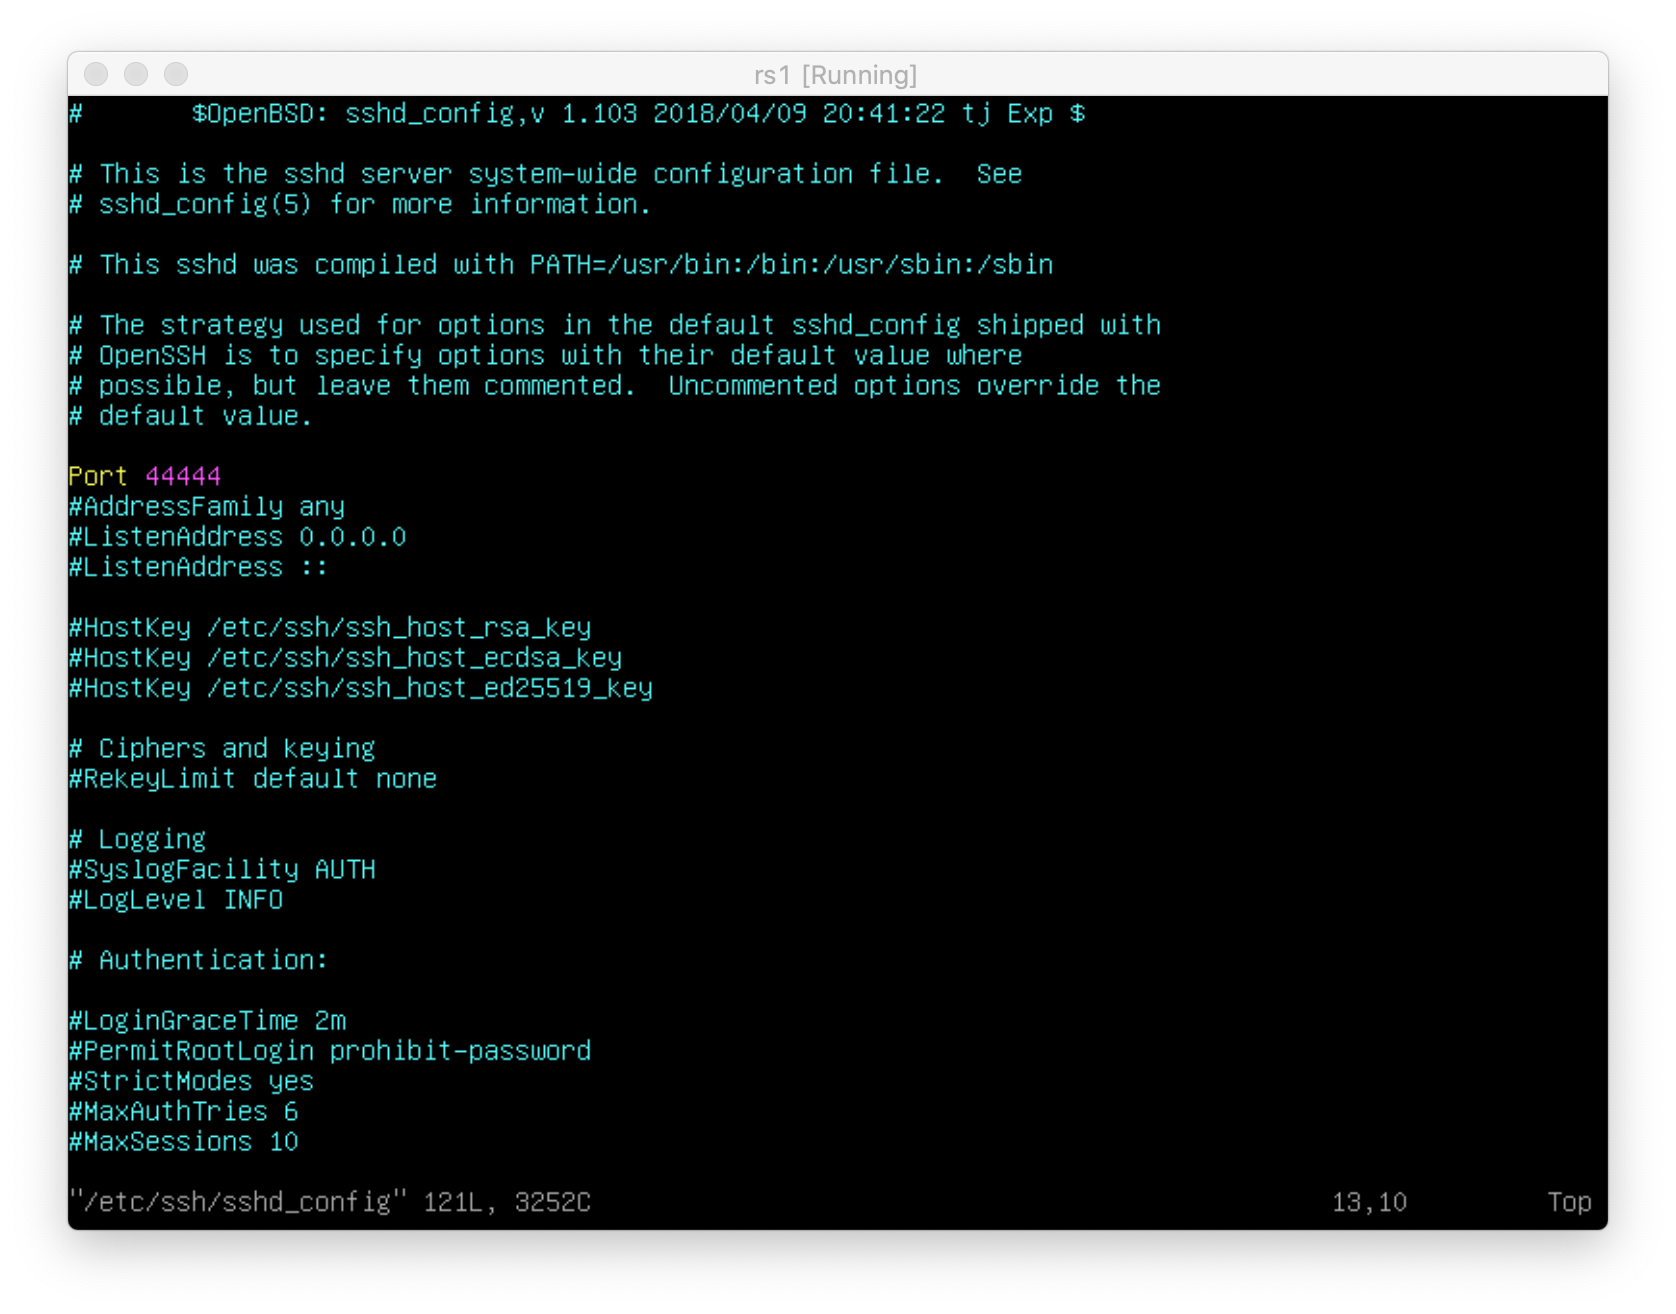 rs1 [Running]
#       $OpenBSD: sshd_config,v 1.103 2018/04/09 20:41:22 tj Exp $
# This is the sshd server system-wide configuration file.  See
# sshd_config(5) for more information.
# This sshd was compiled with PATH=/usr/bin:/bin:/usr/sbin:/sbin
# The strategy used for options in the default sshd_config shipped with
# OpenSSH is to specify options with their default value where
# possible, but leave them commented.  Uncommented options override the
# default value.
Port 44444
#AddressFamily any
#ListenAddress 0.0.0.0
#ListenAddress ::
#HostKey /etc/ssh/ssh_host_rsa_key
#HostKey /etc/ssh/ssh_host_ecdsa_key
#HostKey /etc/ssh/ssh_host_ed25519_key
# Ciphers and keying
#RekeyLimit default none
# Logging
#SyslogFacility AUTH
#LogLevel INFO
# Authentication:
#LoginGraceTime 2m
#PermitRootLogin prohibit-password
#StrictModes yes
#MaxAuthTries 6
#MaxSessions 10
"/etc/ssh/sshd_config" 121L, 3252C 13,10 Top